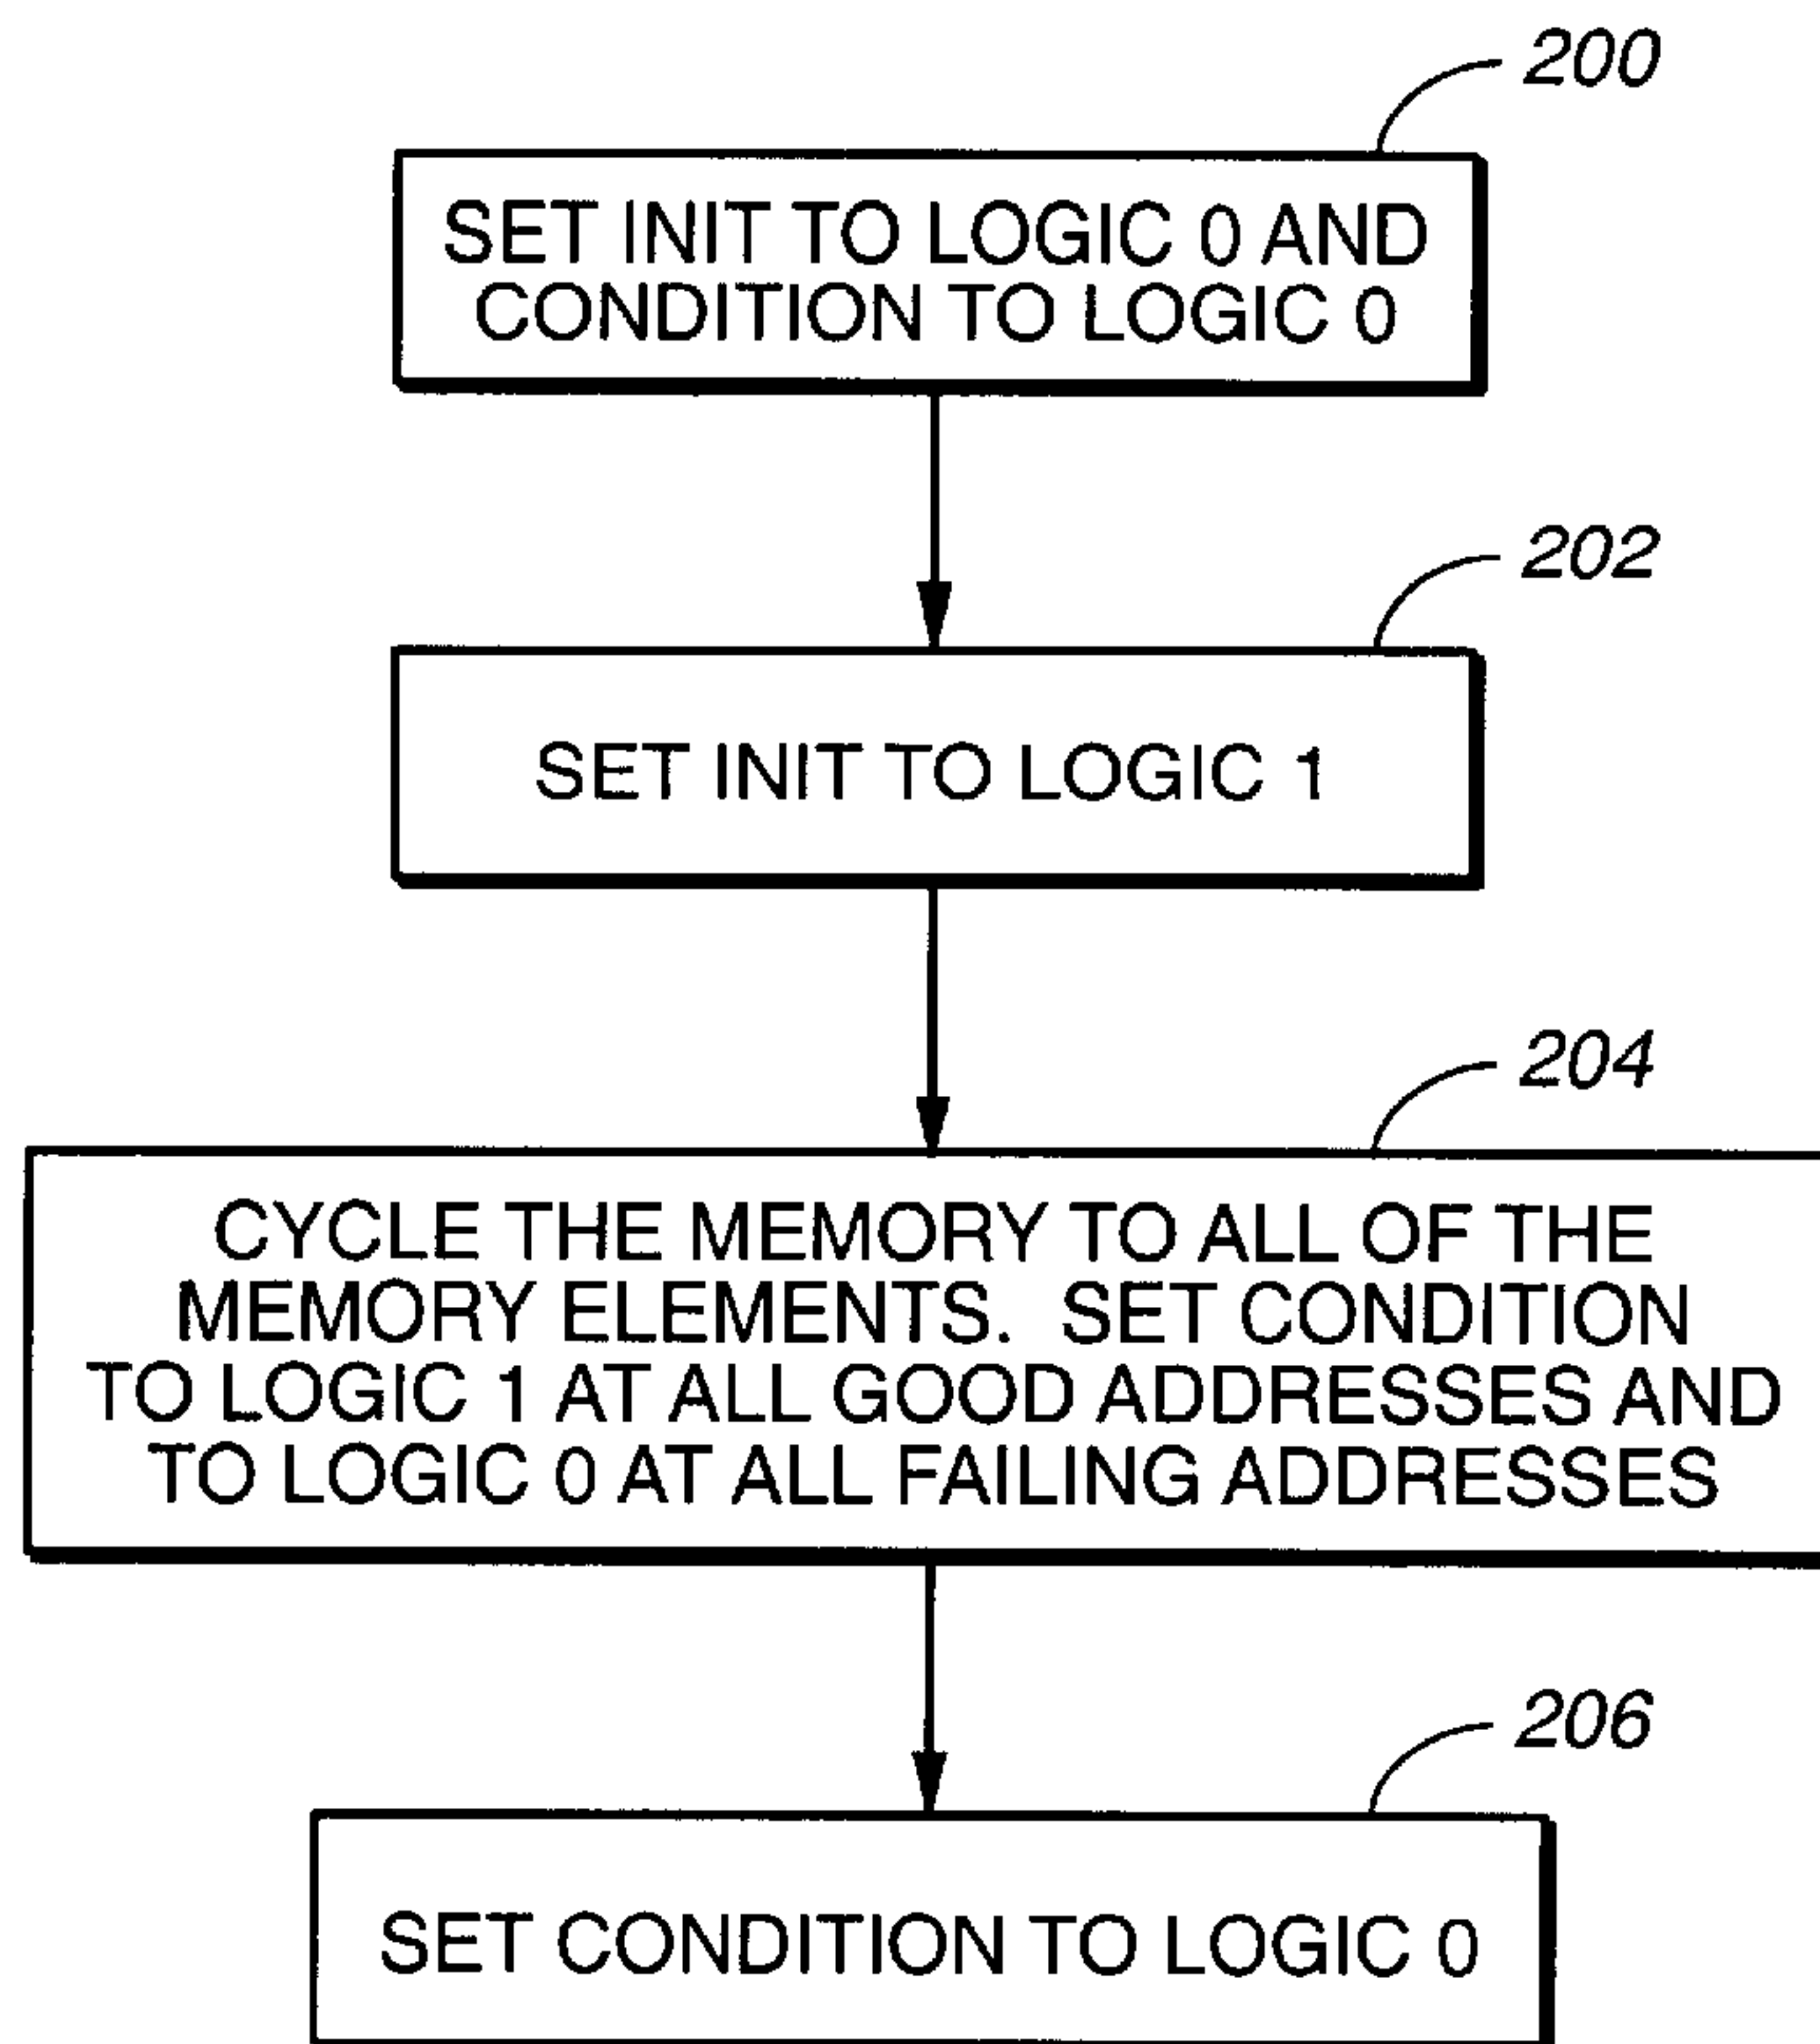 200
SET INIT TO LOGIC 0 AND
CONDITION TO LOGIC 0
202
SET INIT TO LOGIC 1
204
CYCLE THE MEMORY TO ALL OF THE
MEMORY ELEMENTS. SET CONDITION
TO LOGIC 1 AT ALL GOOD ADDRESSES AND
TO LOGIC 0 AT ALL FAILING ADDRESSES
206
SET CONDITION TO LOGIC 0